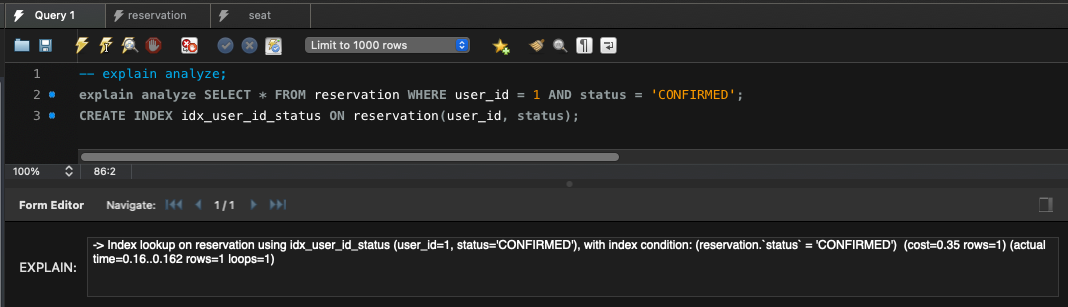 Query 1
reservation
seat
Limit to 1000 rows
1 -- explain analyze;
2 explain analyze SELECT * FROM reservation WHERE user_id = 1 AND status = 'CONFIRMED';
3 CREATE INDEX idx_user_id_status ON reservation(user_id, status);
100% 86:2
Form Editor Navigate: 1 / 1
EXPLAIN:
-> Index lookup on reservation using idx_user_id_status (user_id=1, status='CONFIRMED'), with index condition: (reservation.`status` = 'CONFIRMED')  (cost=0.35 rows=1) (actual
time=0.16..0.162 rows=1 loops=1)